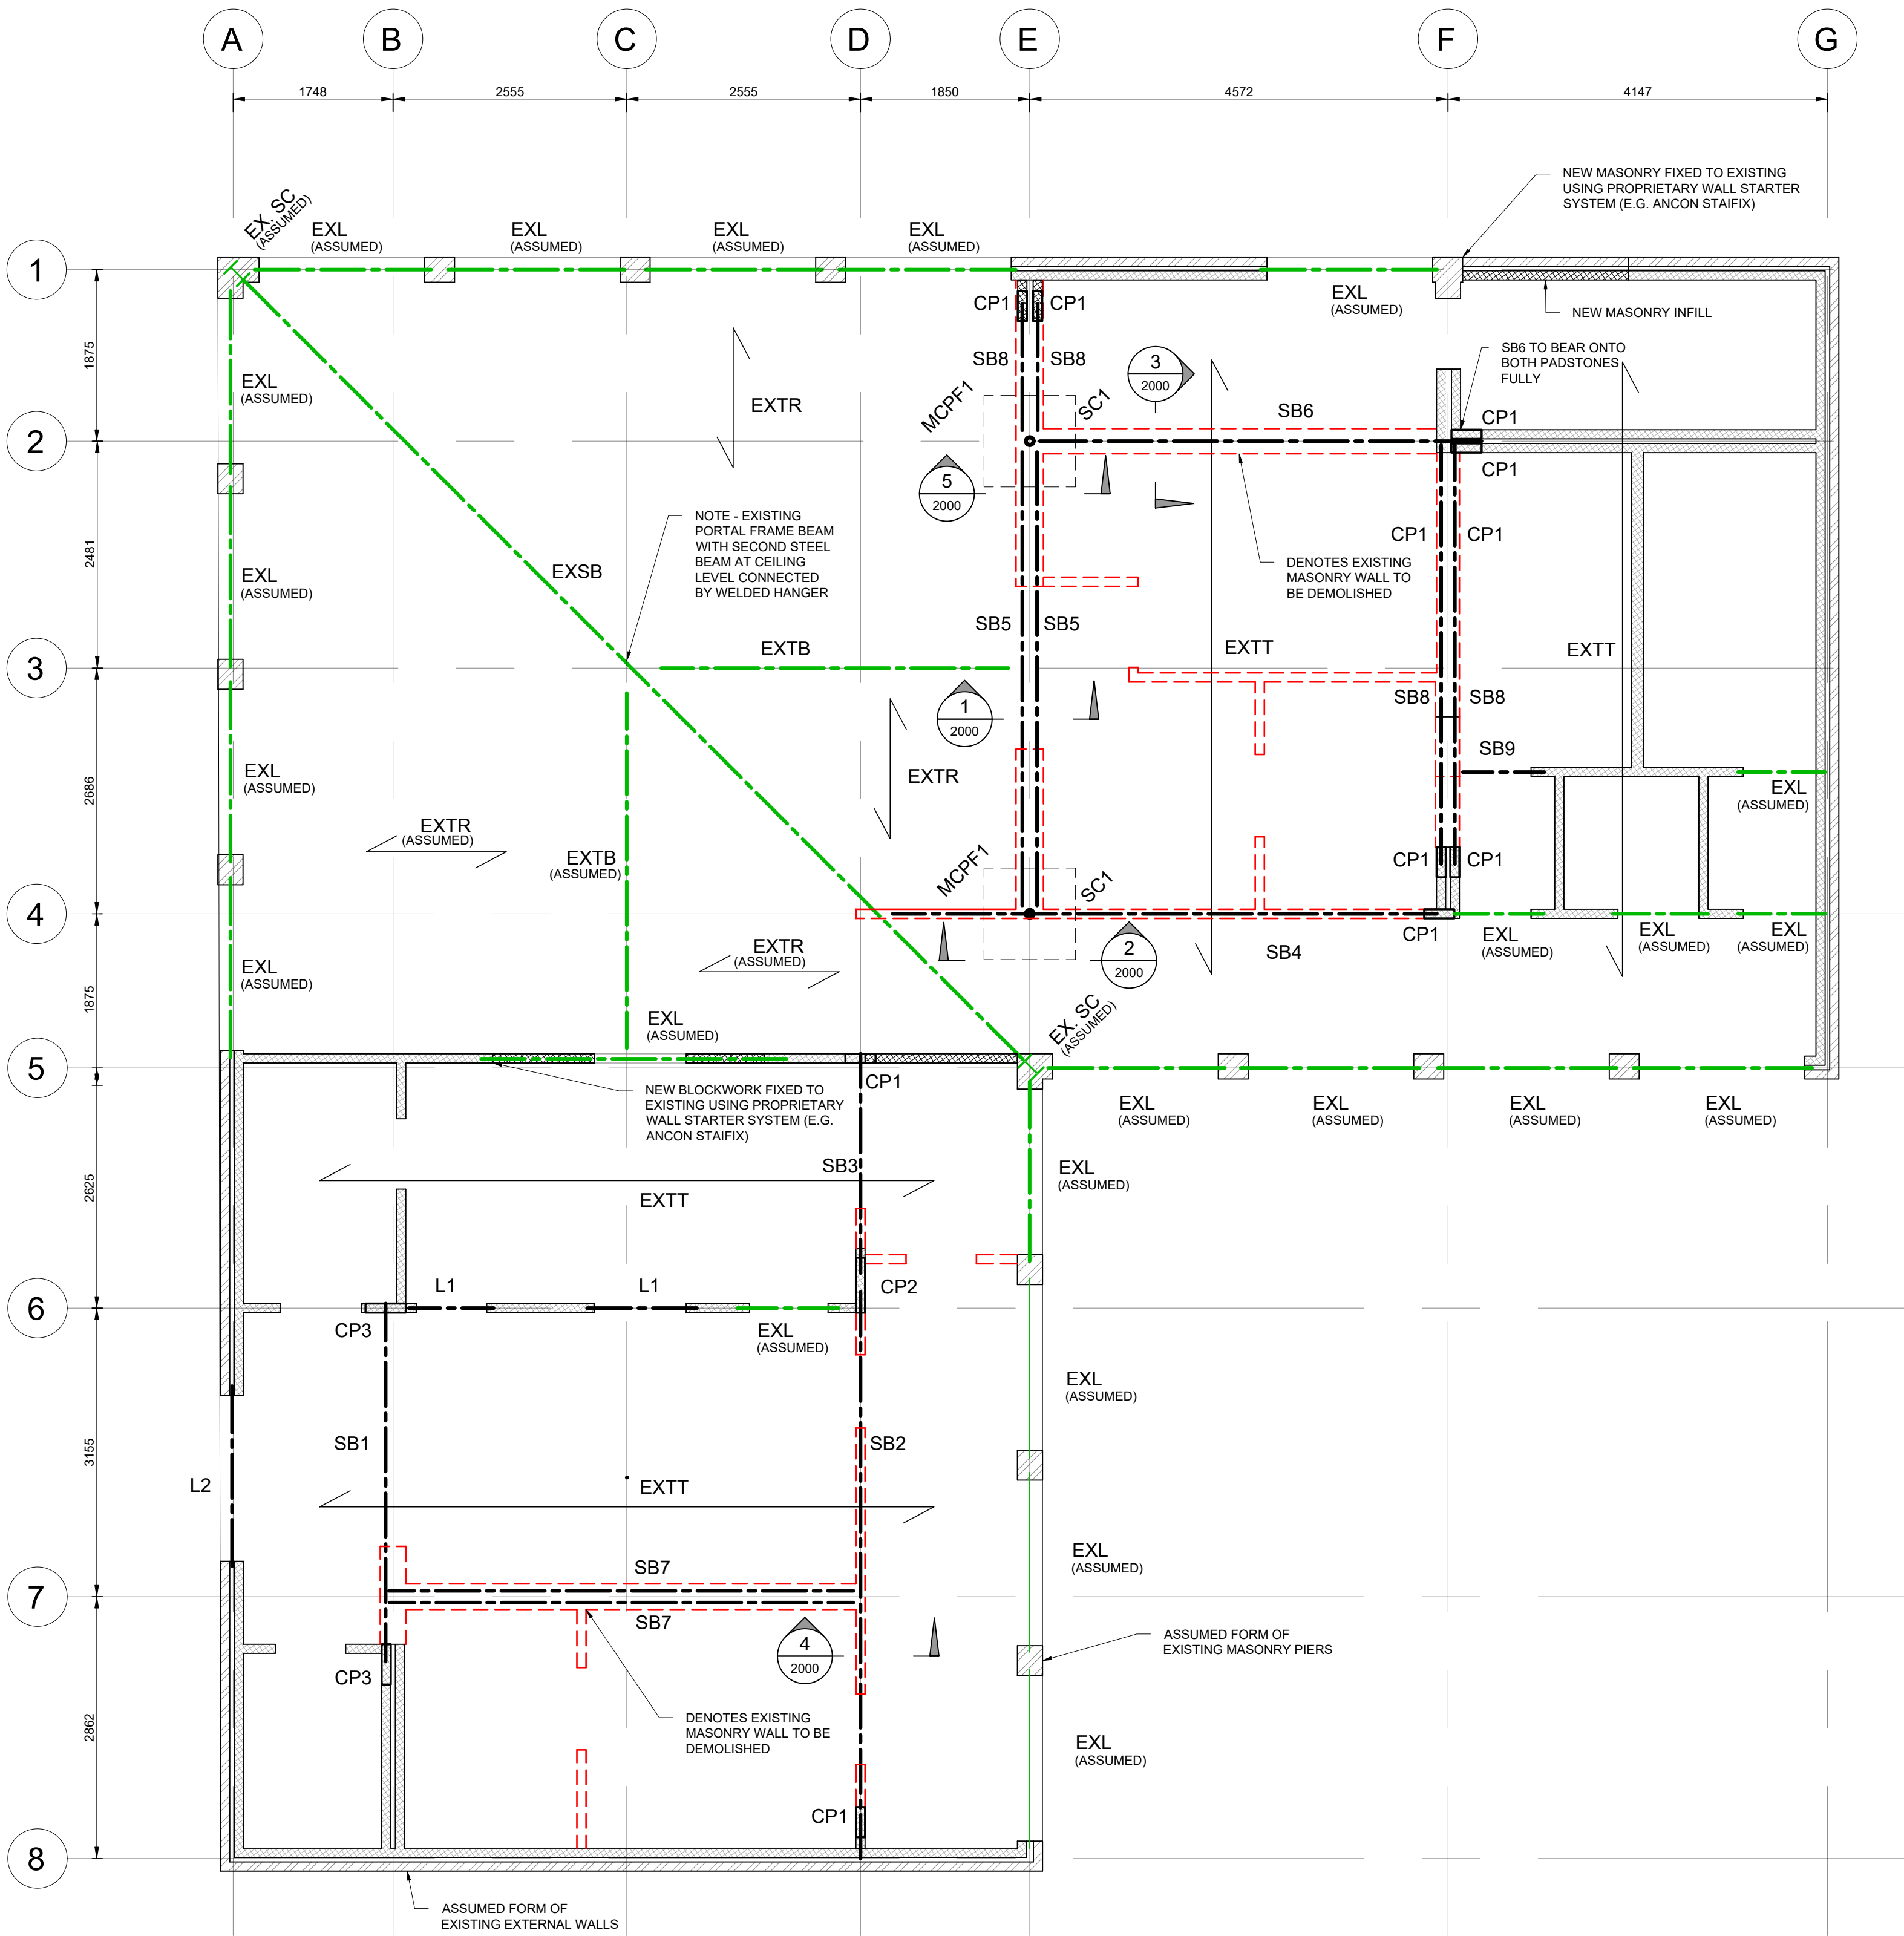 A
B
C
D
E
F
G
1748
2555
2555
1850
4572
4147
NEW MASONRY FIXED TO EXISTING
USING PROPRIETARY WALL STARTER
SYSTEM (E.G. ANCON STAIFIX)
EX. SC
(ASSUMED)
EXL
(ASSUMED)
EXL
(ASSUMED)
EXL
(ASSUMED)
EXL
(ASSUMED)
1
EXL
(ASSUMED)
CP1
CP1
NEW MASONRY INFILL
1875
SB8
SB8
3
2000
SB6 TO BEAR ONTO
BOTH PADSTONES
FULLY
EXL
(ASSUMED)
EXTR
MCPF1
SC1
SB6
CP1
2
CP1
5
2000
NOTE - EXISTING
PORTAL FRAME BEAM
WITH SECOND STEEL
BEAM AT CEILING
LEVEL CONNECTED
BY WELDED HANGER
CP1
CP1
2481
EXL
(ASSUMED)
EXSB
DENOTES EXISTING
MASONRY WALL TO
BE DEMOLISHED
SB5
SB5
EXTB
EXTT
EXTT
3
SB8
SB8
1
2000
SB9
EXL
(ASSUMED)
EXTR
EXL
(ASSUMED)
2686
EXTR
(ASSUMED)
EXTB
(ASSUMED)
MCPF1
SC1
CP1
CP1
4
CP1
EXL
(ASSUMED)
EXL
(ASSUMED)
EXL
(ASSUMED)
EXTR
(ASSUMED)
2
2000
SB4
EXL
(ASSUMED)
1875
EXL
(ASSUMED)
EX. SC
(ASSUMED)
5
CP1
NEW BLOCKWORK FIXED TO
EXISTING USING PROPRIETARY
WALL STARTER SYSTEM (E.G.
ANCON STAIFIX)
EXL
(ASSUMED)
EXL
(ASSUMED)
EXL
(ASSUMED)
EXL
(ASSUMED)
SB3
EXL
(ASSUMED)
2625
EXTT
L1
L1
CP2
6
CP3
EXL
(ASSUMED)
EXL
(ASSUMED)
3155
SB1
SB2
L2
EXTT
EXL
(ASSUMED)
SB7
7
SB7
4
2000
ASSUMED FORM OF
EXISTING MASONRY PIERS
CP3
2862
DENOTES EXISTING
MASONRY WALL TO BE
DEMOLISHED
EXL
(ASSUMED)
CP1
8
ASSUMED FORM OF
EXISTING EXTERNAL WALLS